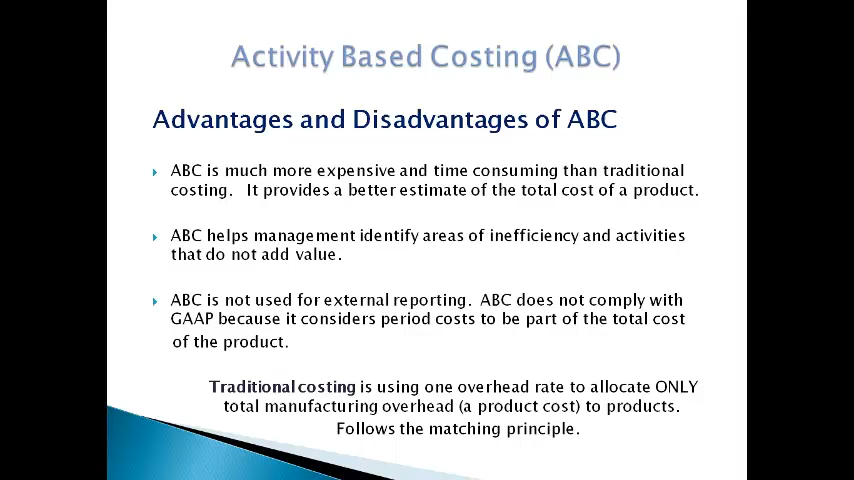 Activity Based Costing (ABC)
Advantages and Disadvantages of ABC
ABC is much more expensive and time consuming than traditional
costing. It provides a better estimate of the total cost of a product.
ABC helps management identify areas of inefficiency and activities
that do not add value.
ABC is not used for external reporting. ABC does not comply with
GAAP because it considers period costs to be part of the total cost
of the product.
Traditional costing is using one overhead rate to allocate ONLY
total manufacturing overhead (a product cost) to products.
Follows the matching principle.